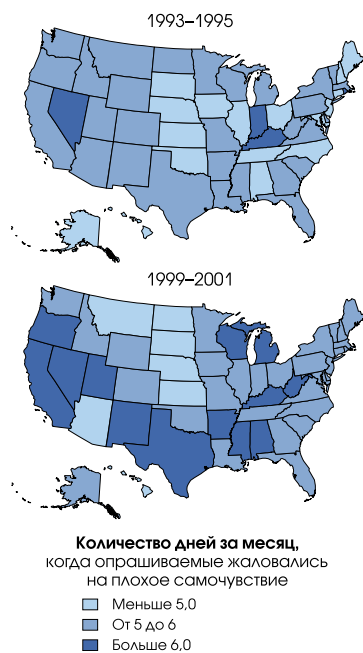 1993–1995
1999–2001
Количество дней за месяц,
когда опрашиваемые жаловались
на плохое самочувствие
Меньше 5,0
От 5 до 6
Больше 6,0